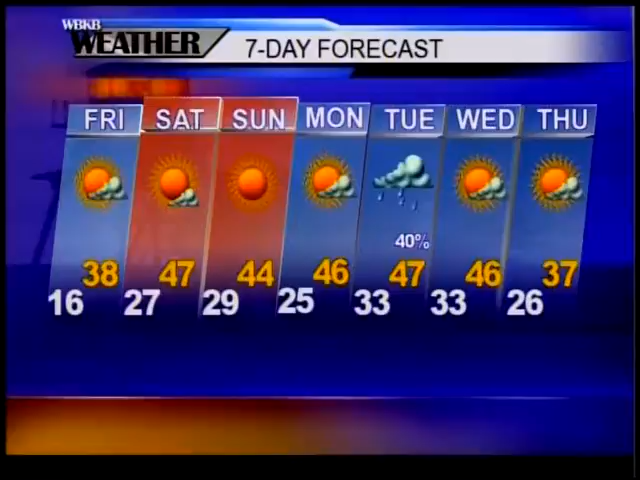 WBKB
WEATHER
7-DAY FORECAST
FRI SAT SUN MON TUE WED THU
40%
38 47 44 46 47 46 37
16 27 29 25 33 33 26